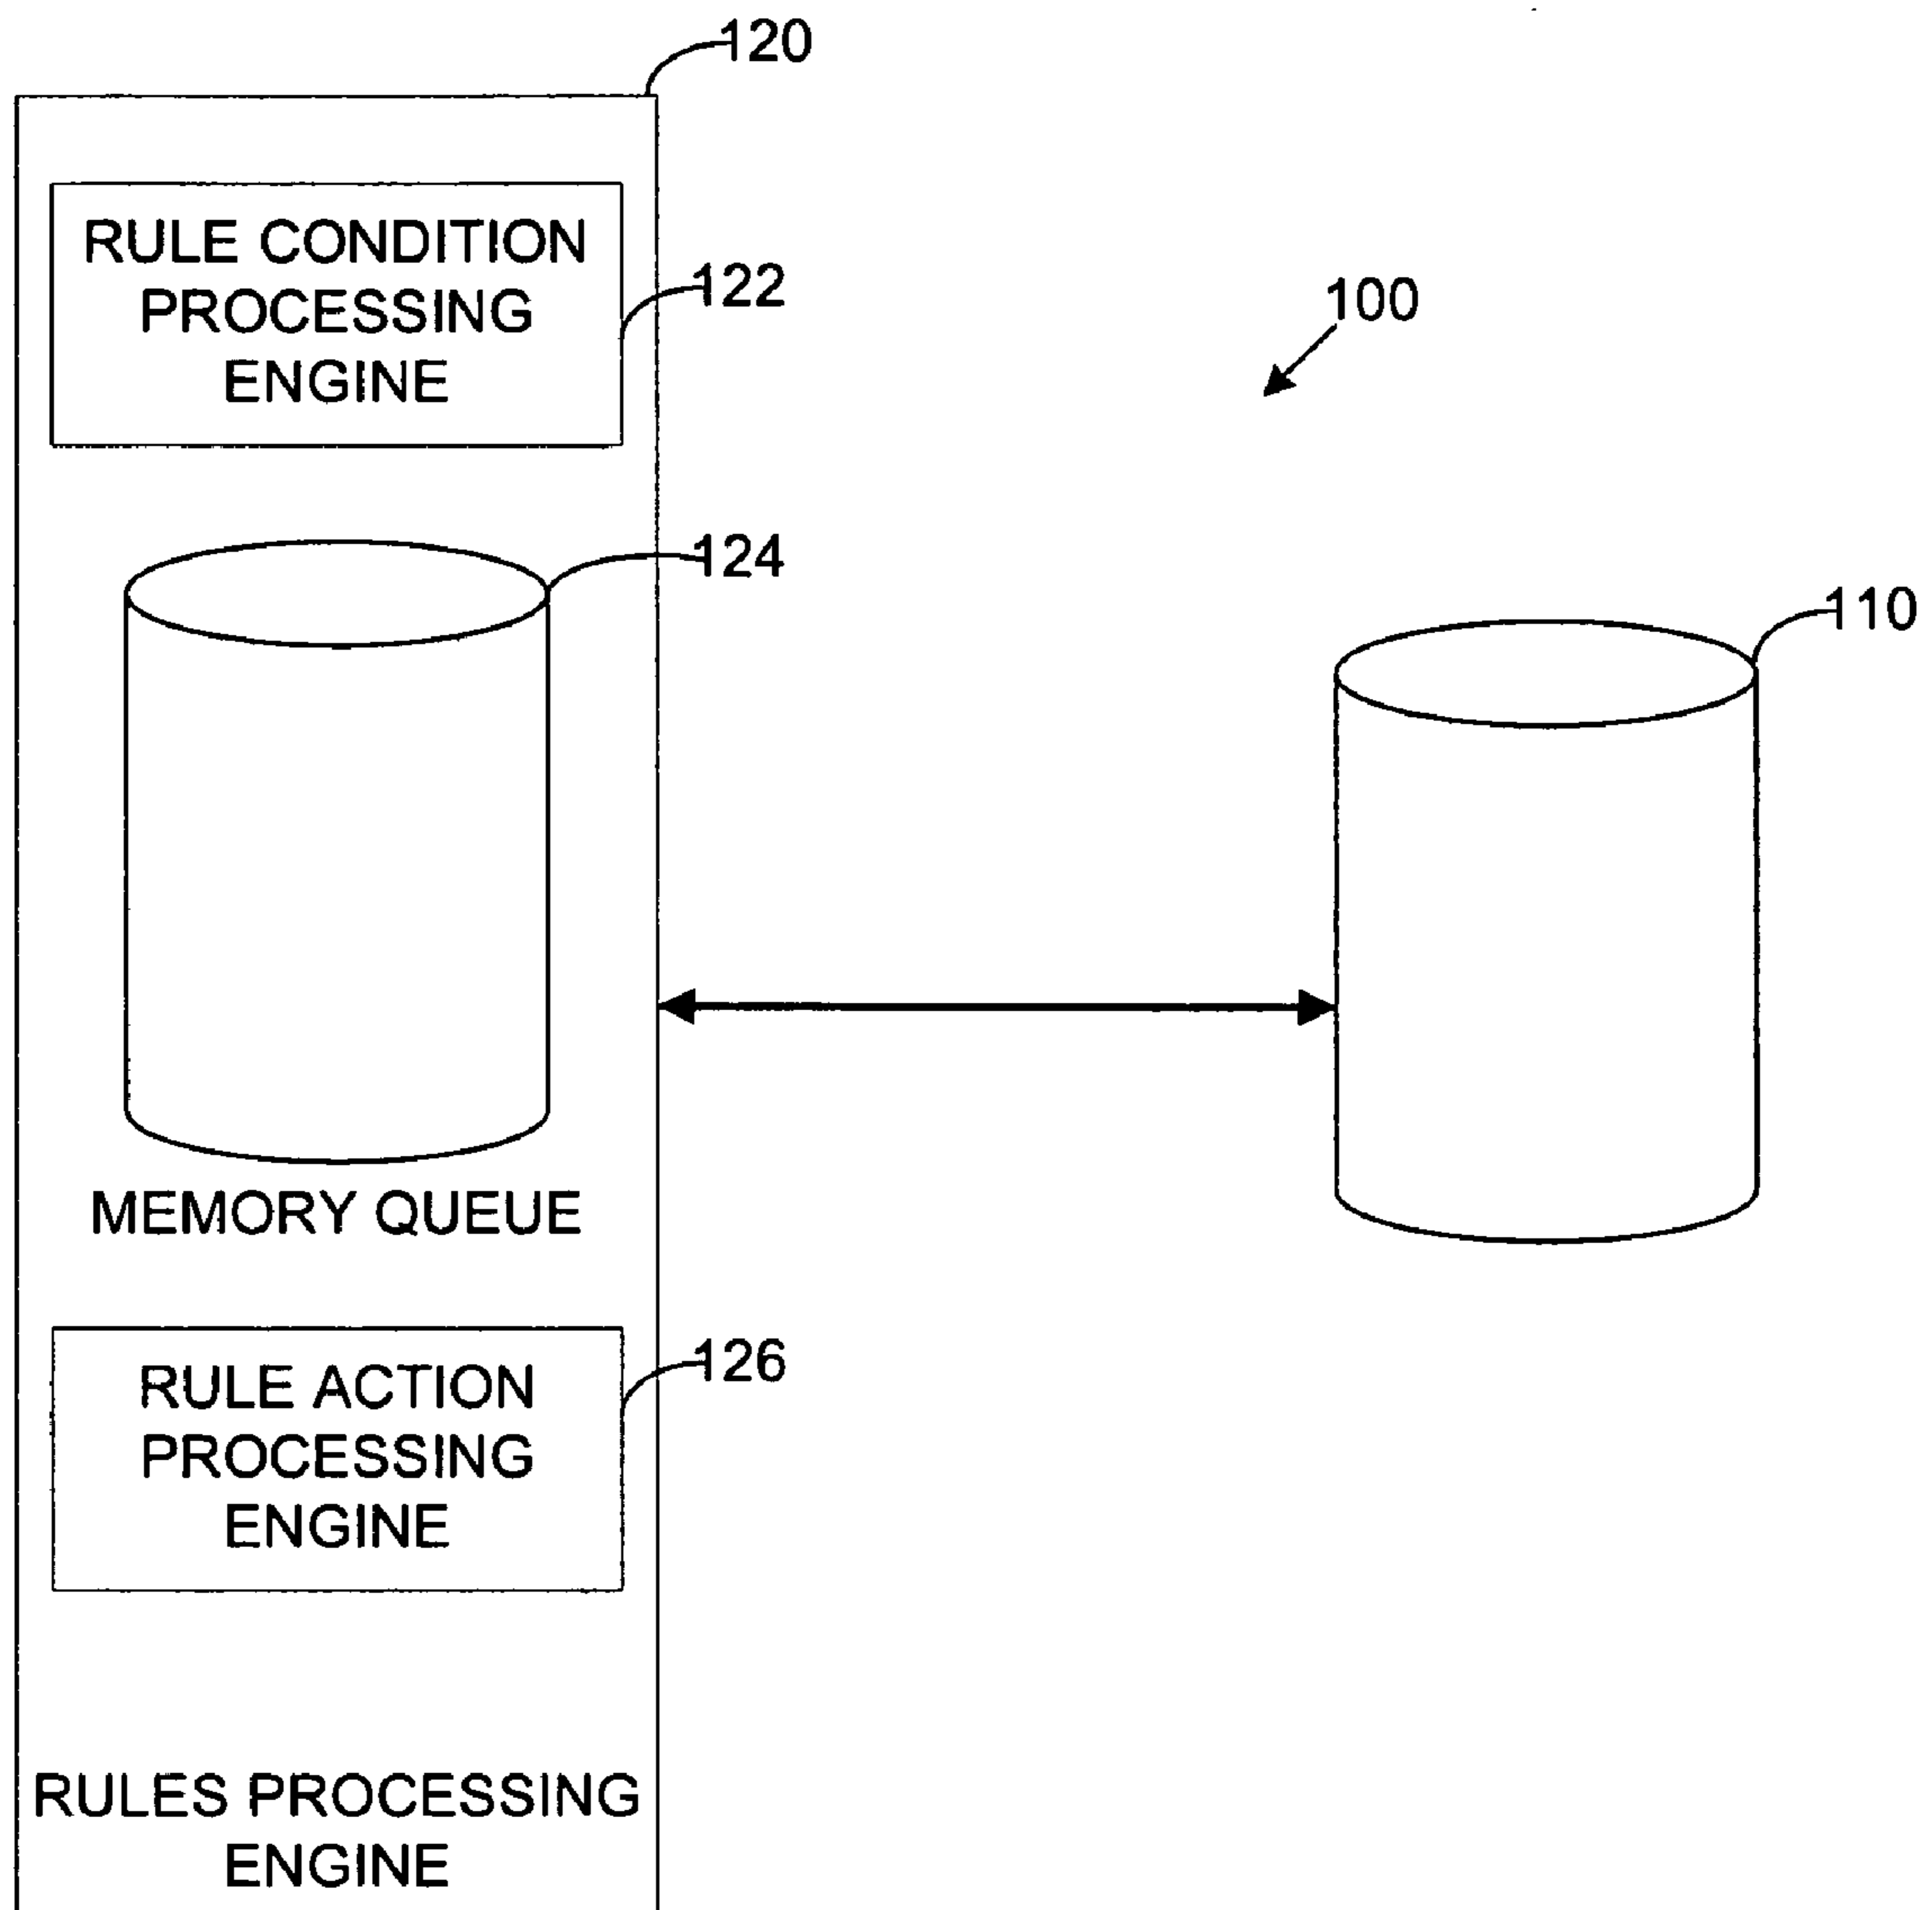 120
RULE CONDITION
PROCESSING
ENGINE
122
100
124
110
MEMORY QUEUE
RULE ACTION
PROCESSING
ENGINE
126
RULES PROCESSING
ENGINE